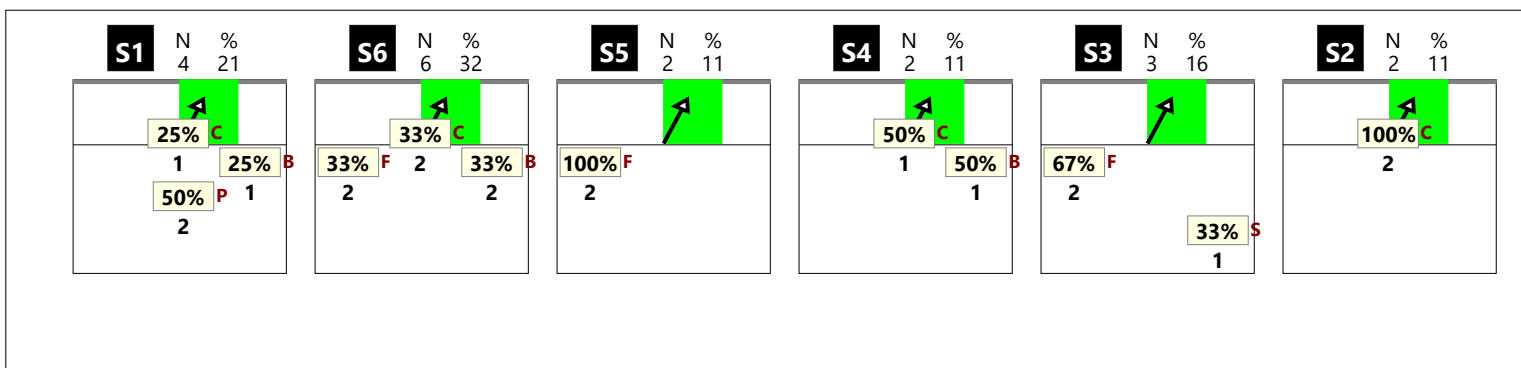 S1 N % S6 N % S5 N % S4 N % S3 N % S2 N %
4 21 6 32 2 11 2 11 3 16 2 11
25% C 33% C 50% C 100% C
1 25% B 33% F 2 33% B 100% F 1 50% B 67% F 2
50% P 1 2 2 2 1 2
2 33% S
1